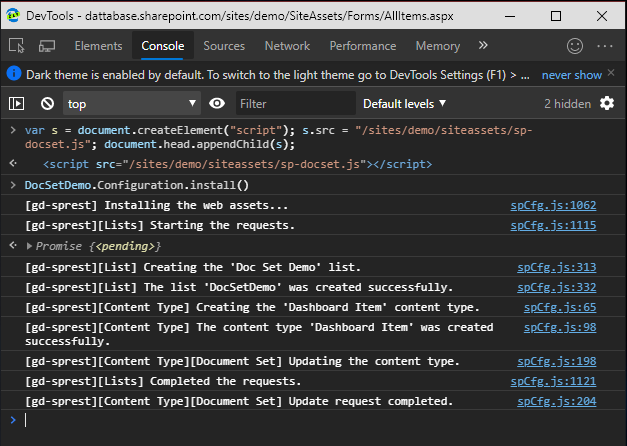 DevTools - dattabase.sharepoint.com/sites/demo/SiteAssets/Forms/AllItems.aspx
Elements Console Sources Network Performance Memory
Dark theme is enabled by default. To switch to the light theme go to DevTools Settings (F1) > ... never show
top Filter Default levels 2 hidden
var s = document.createElement("script"); s.src = "/sites/demo/siteassets/sp-
docset.js"; document.head.appendChild(s);
<script src="/sites/demo/siteassets/sp-docset.js"></script>
DocSetDemo.Configuration.install()
[gd-sprest] Installing the web assets... spCfg.js:1062
[gd-sprest][Lists] Starting the requests. spCfg.js:1115
Promise {<pending>}
[gd-sprest][List] Creating the 'Doc Set Demo' list. spCfg.js:313
[gd-sprest][List] The list 'DocSetDemo' was created successfully. spCfg.js:332
[gd-sprest][Content Type] Creating the 'Dashboard Item' content type. spCfg.js:65
[gd-sprest][Content Type] The content type 'Dashboard Item' was created spCfg.js:98
successfully.
[gd-sprest][Content Type][Document Set] Updating the content type. spCfg.js:198
[gd-sprest][Lists] Completed the requests. spCfg.js:1121
[gd-sprest][Content Type][Document Set] Update request completed. spCfg.js:204